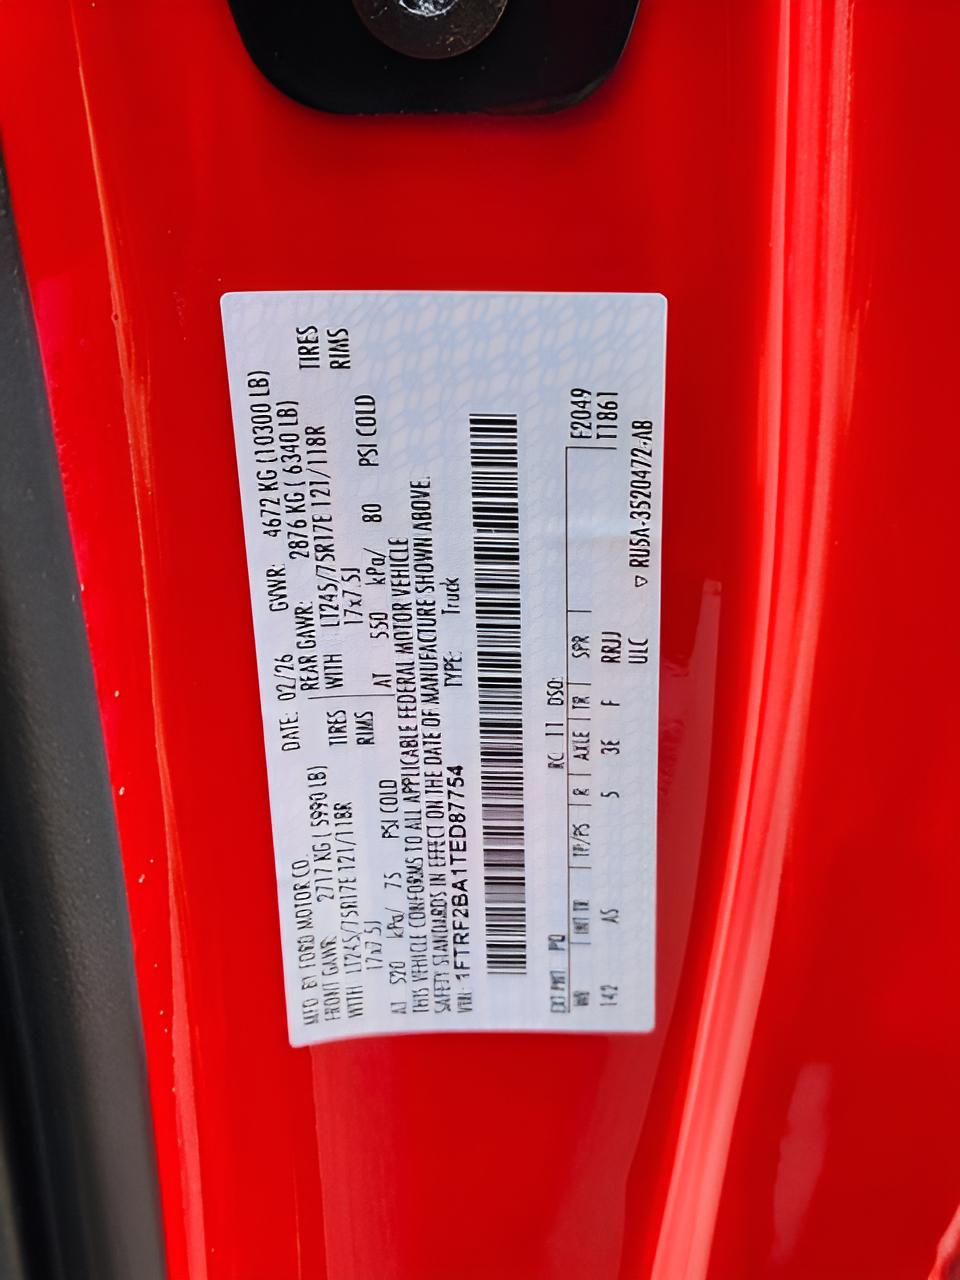 MFD. BY FORD MOTOR CO. DATE: 02/26 GVWR: 4672 KG (10300 LB)
FRONT GAWR: 2717 KG ( 5990 LB) REAR GAWR: 2876 KG ( 6340 LB)
WITH LT245/75R17E 121/118R TIRES WITH LT245/75R17E 121/118R TIRES
17x7.5J RIMS 17x7.5J RIMS
AT 520 kPa/ 75 PSI COLD AT 550 kPa/ 80 PSI COLD
THIS VEHICLE CONFORMS TO ALL APPLICABLE FEDERAL MOTOR VEHICLE
SAFETY STANDARDS IN EFFECT ON THE DATE OF MANUFACTURE SHOWN ABOVE.
VIN: 1FTRF2BA1TED87754 TYPE: Truck
EXT PNT: PQ RC: 11 DSO: F2049
WB INT TR TP/PS R AXLE TR SPR T1861
142 AS 5 3E F RRJJ
ULC ▽ RU5A-3520472-AB